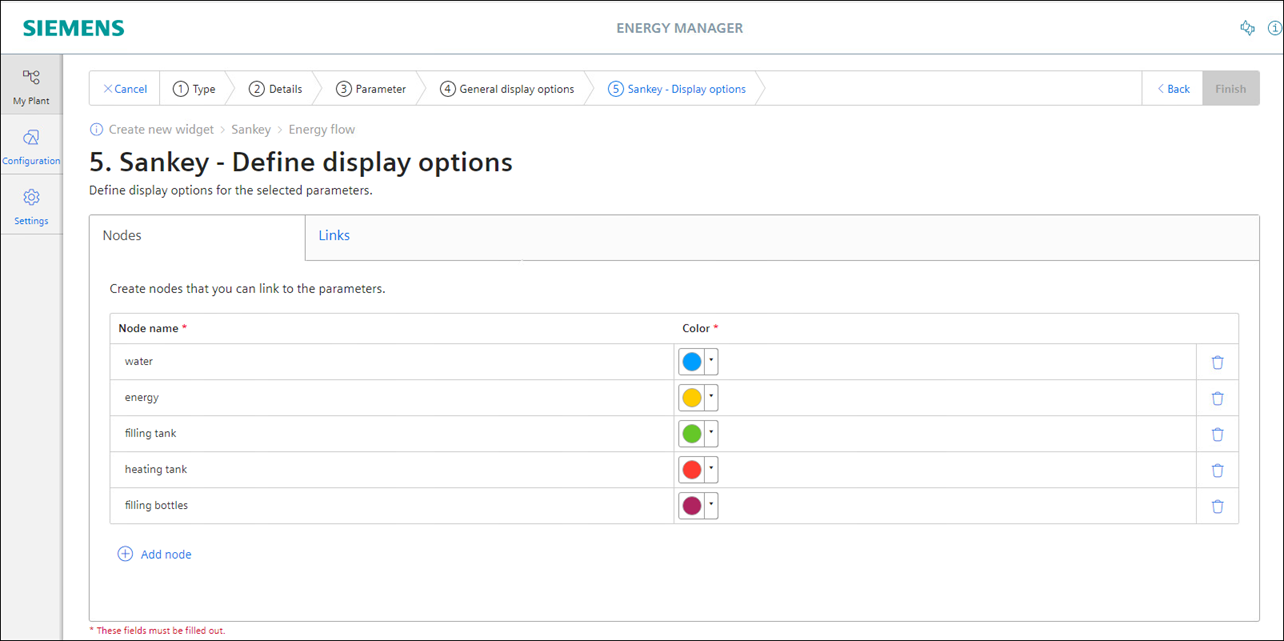 SIEMENS
ENERGY MANAGER
My Plant
Configuration
Settings
Cancel
1 Type
2 Details
3 Parameter
4 General display options
5 Sankey - Display options
Back
Finish
Create new widget > Sankey > Energy flow
5. Sankey - Define display options
Define display options for the selected parameters.
Nodes
Links
Create nodes that you can link to the parameters.
Node name *
Color *
water
energy
filling tank
heating tank
filling bottles
Add node
* These fields must be filled out.